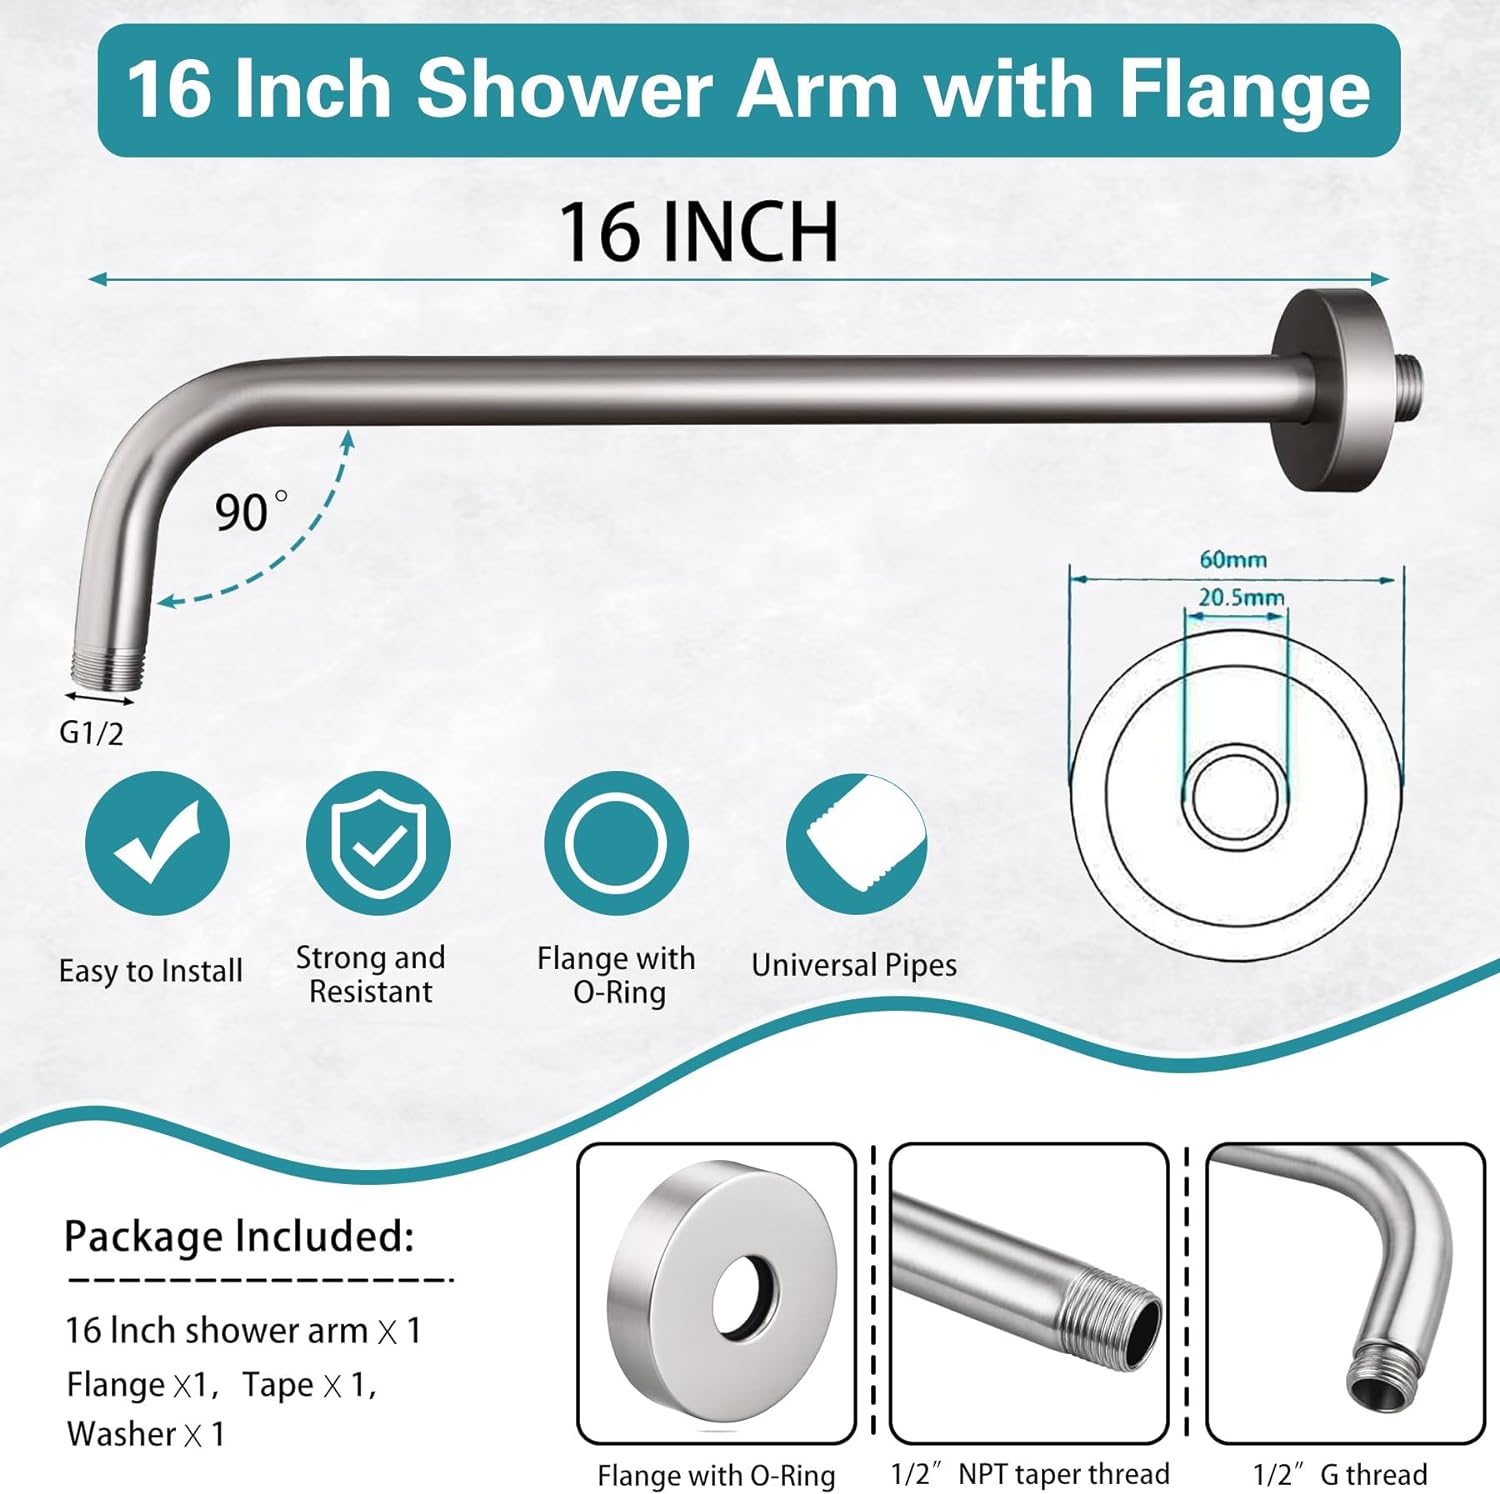 16 Inch Shower Arm with Flange
16 INCH
90°
G1/2
60mm
20.5mm
Easy to Install
Strong and
Resistant
Flange with
O-Ring
Universal Pipes
Package Included:
16 Inch shower arm X 1
Flange X1, Tape X 1,
Washer X 1
Flange with O-Ring
1/2” NPT taper thread
1/2” G thread